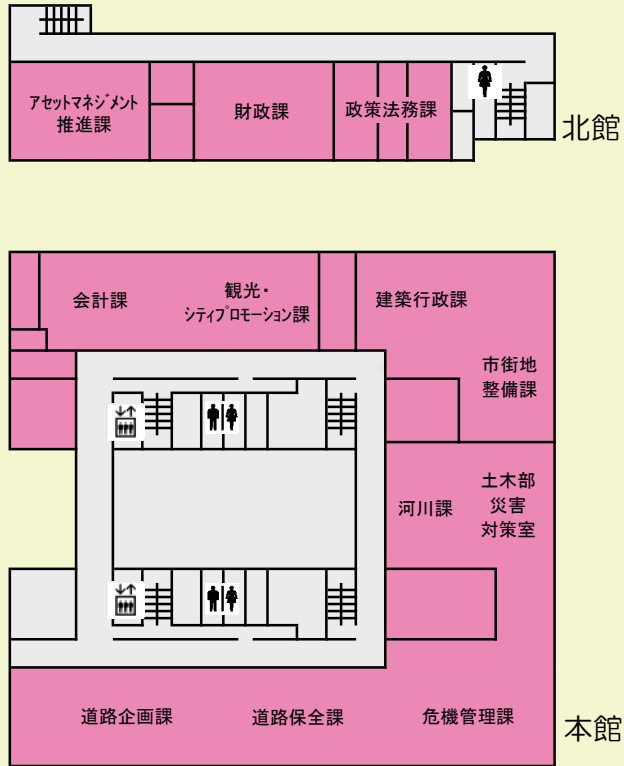 アセットマネジメント
推進課
財政課
政策法務課
北館
会計課
観光・
シティプロモーション課
建築行政課
市街地
整備課
河川課
土木部
災害
対策室
道路企画課
道路保全課
危機管理課
本館